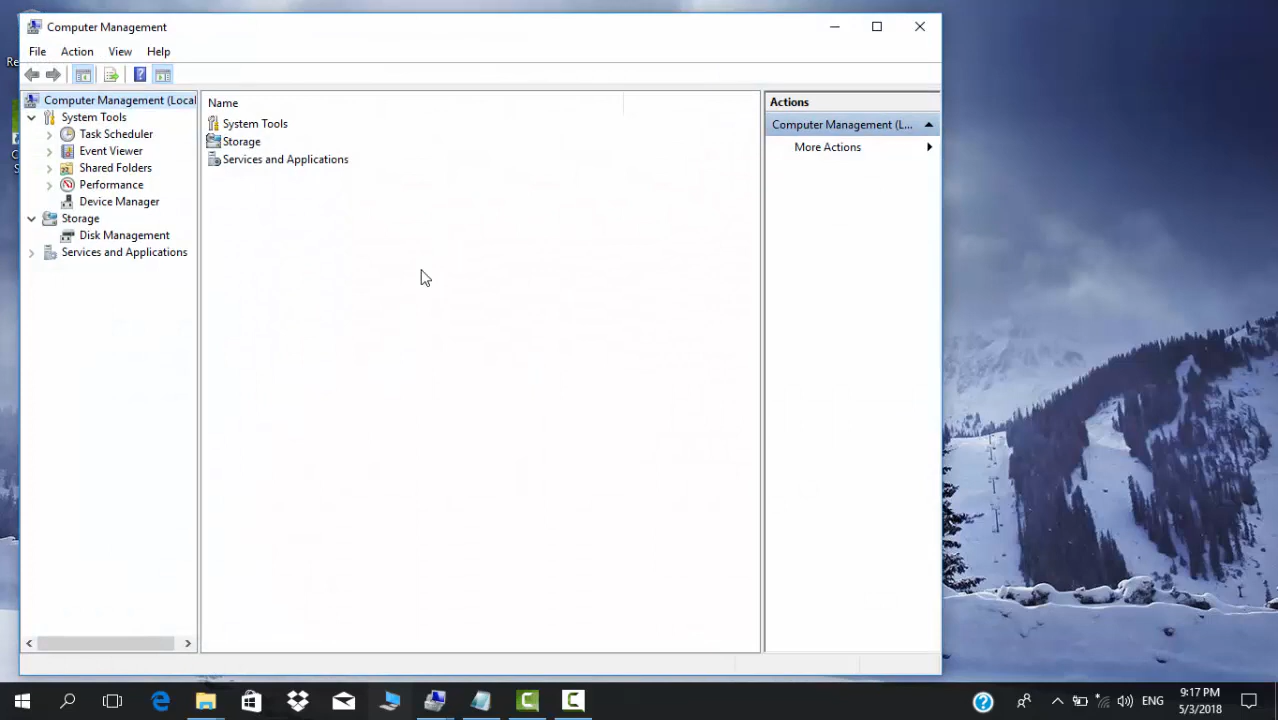 Computer Management
File Action View Help
Computer Management (Local
System Tools
Task Scheduler
Event Viewer
Shared Folders
Performance
Device Manager
Storage
Disk Management
Services and Applications
Name
System Tools
Storage
Services and Applications
Actions
Computer Management (L...
More Actions
ENG
9:17 PM
5/3/2018